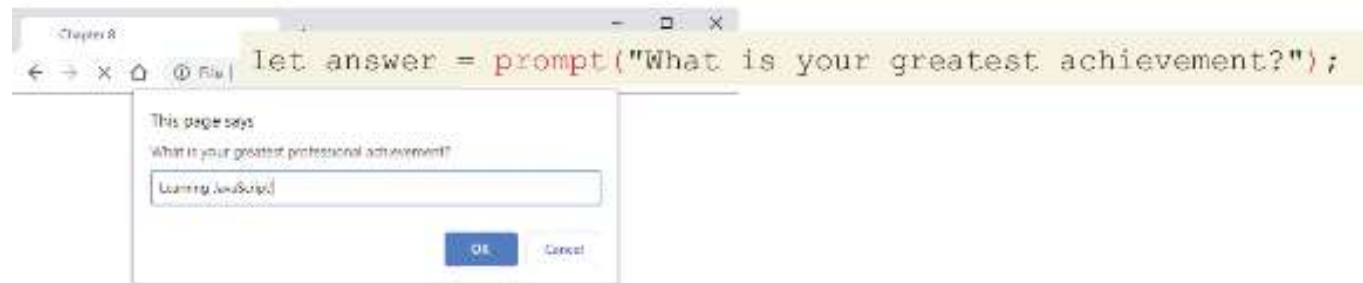 Chapter 8
let answer = prompt("What is your greatest achievement?");
File
This page says
What is your greatest professional achievement?
Learning JavaScript
OK
Cancel